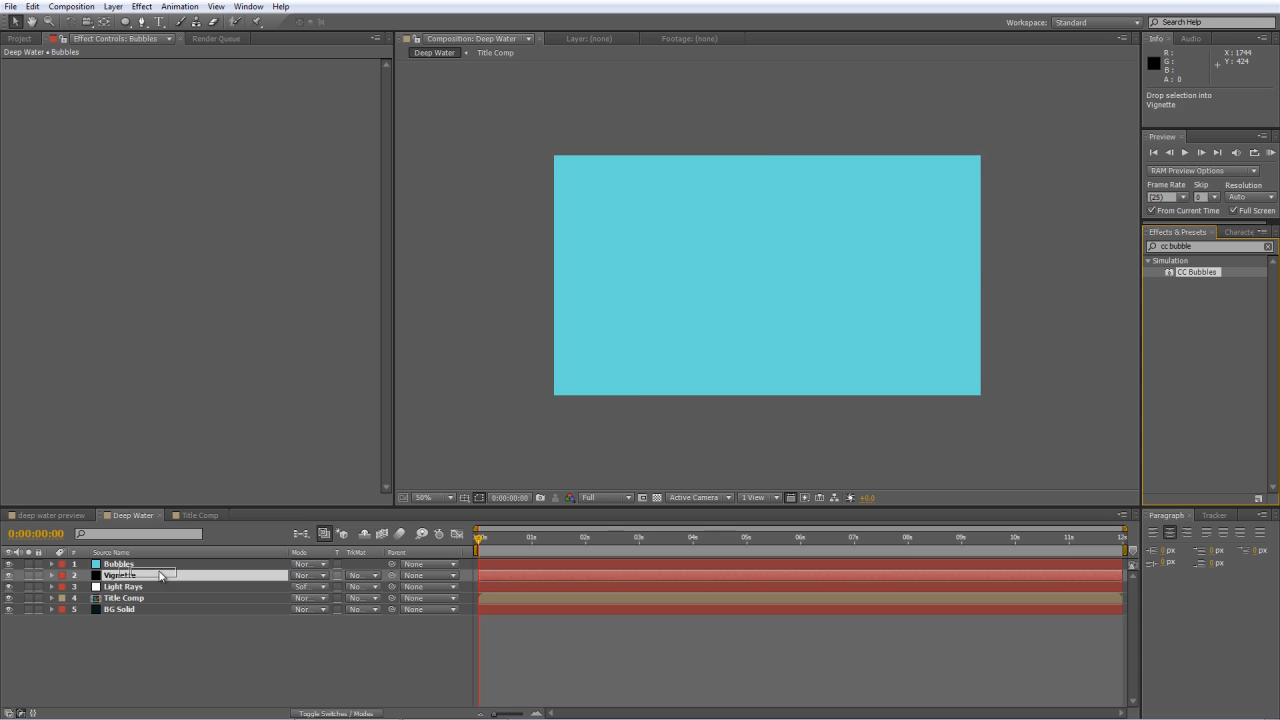 File Edit Composition Layer Effect Animation View Window Help
Workspace: Standard Search Help
Project Effect Controls: Bubbles Render Queue
Composition: Deep Water Layer: (none) Footage: (none)
Info Audio
Deep Water • Bubbles
Deep Water Title Comp
R: X: 1744
G: Y: 424
B:
A: 0
Drop selection into
Vignette
Preview
RAM Preview Options
Frame Rate Skip Resolution
(25) 0 Auto
From Current Time Full Screen
Effects & Presets Characte
cc bubble
Simulation
CC Bubbles
50% 0:00:00:00 Full Active Camera 1 View +0.0
deep water preview Deep Water Title Comp
Paragraph Tracker
0:00:00:00
01s 02s 03s 04s 05s 06s 07s 08s 09s 10s 11s 12s
# Source Name Mode T TrkMat Parent
0 px 0 px
0 px 0 px
1 Bubbles Nor... None
2 Vignette Nor... No... None
3 Light Rays Sof... No... None
4 Title Comp Nor... No... None
5 BG Solid Nor... No... None
Toggle Switches / Modes